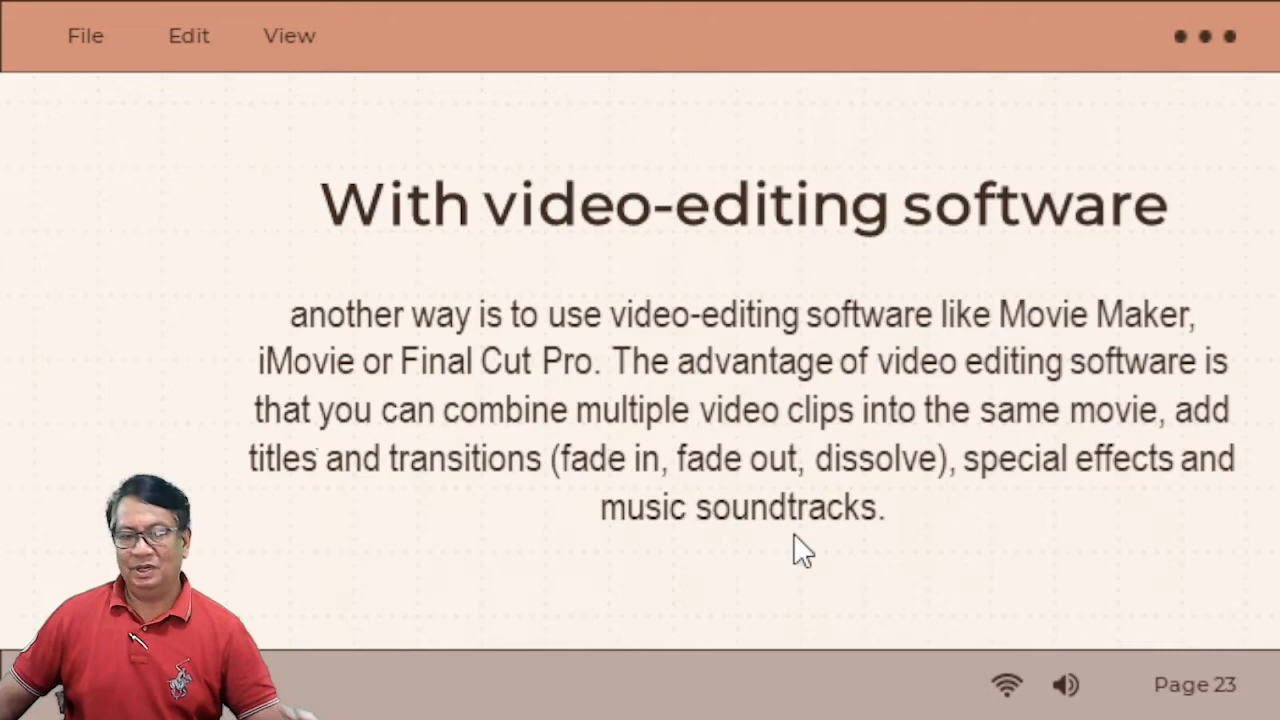 File Edit View
With video-editing software
another way is to use video-editing software like Movie Maker,
iMovie or Final Cut Pro. The advantage of video editing software is
that you can combine multiple video clips into the same movie, add
titles and transitions (fade in, fade out, dissolve), special effects and
music soundtracks.
Page 23